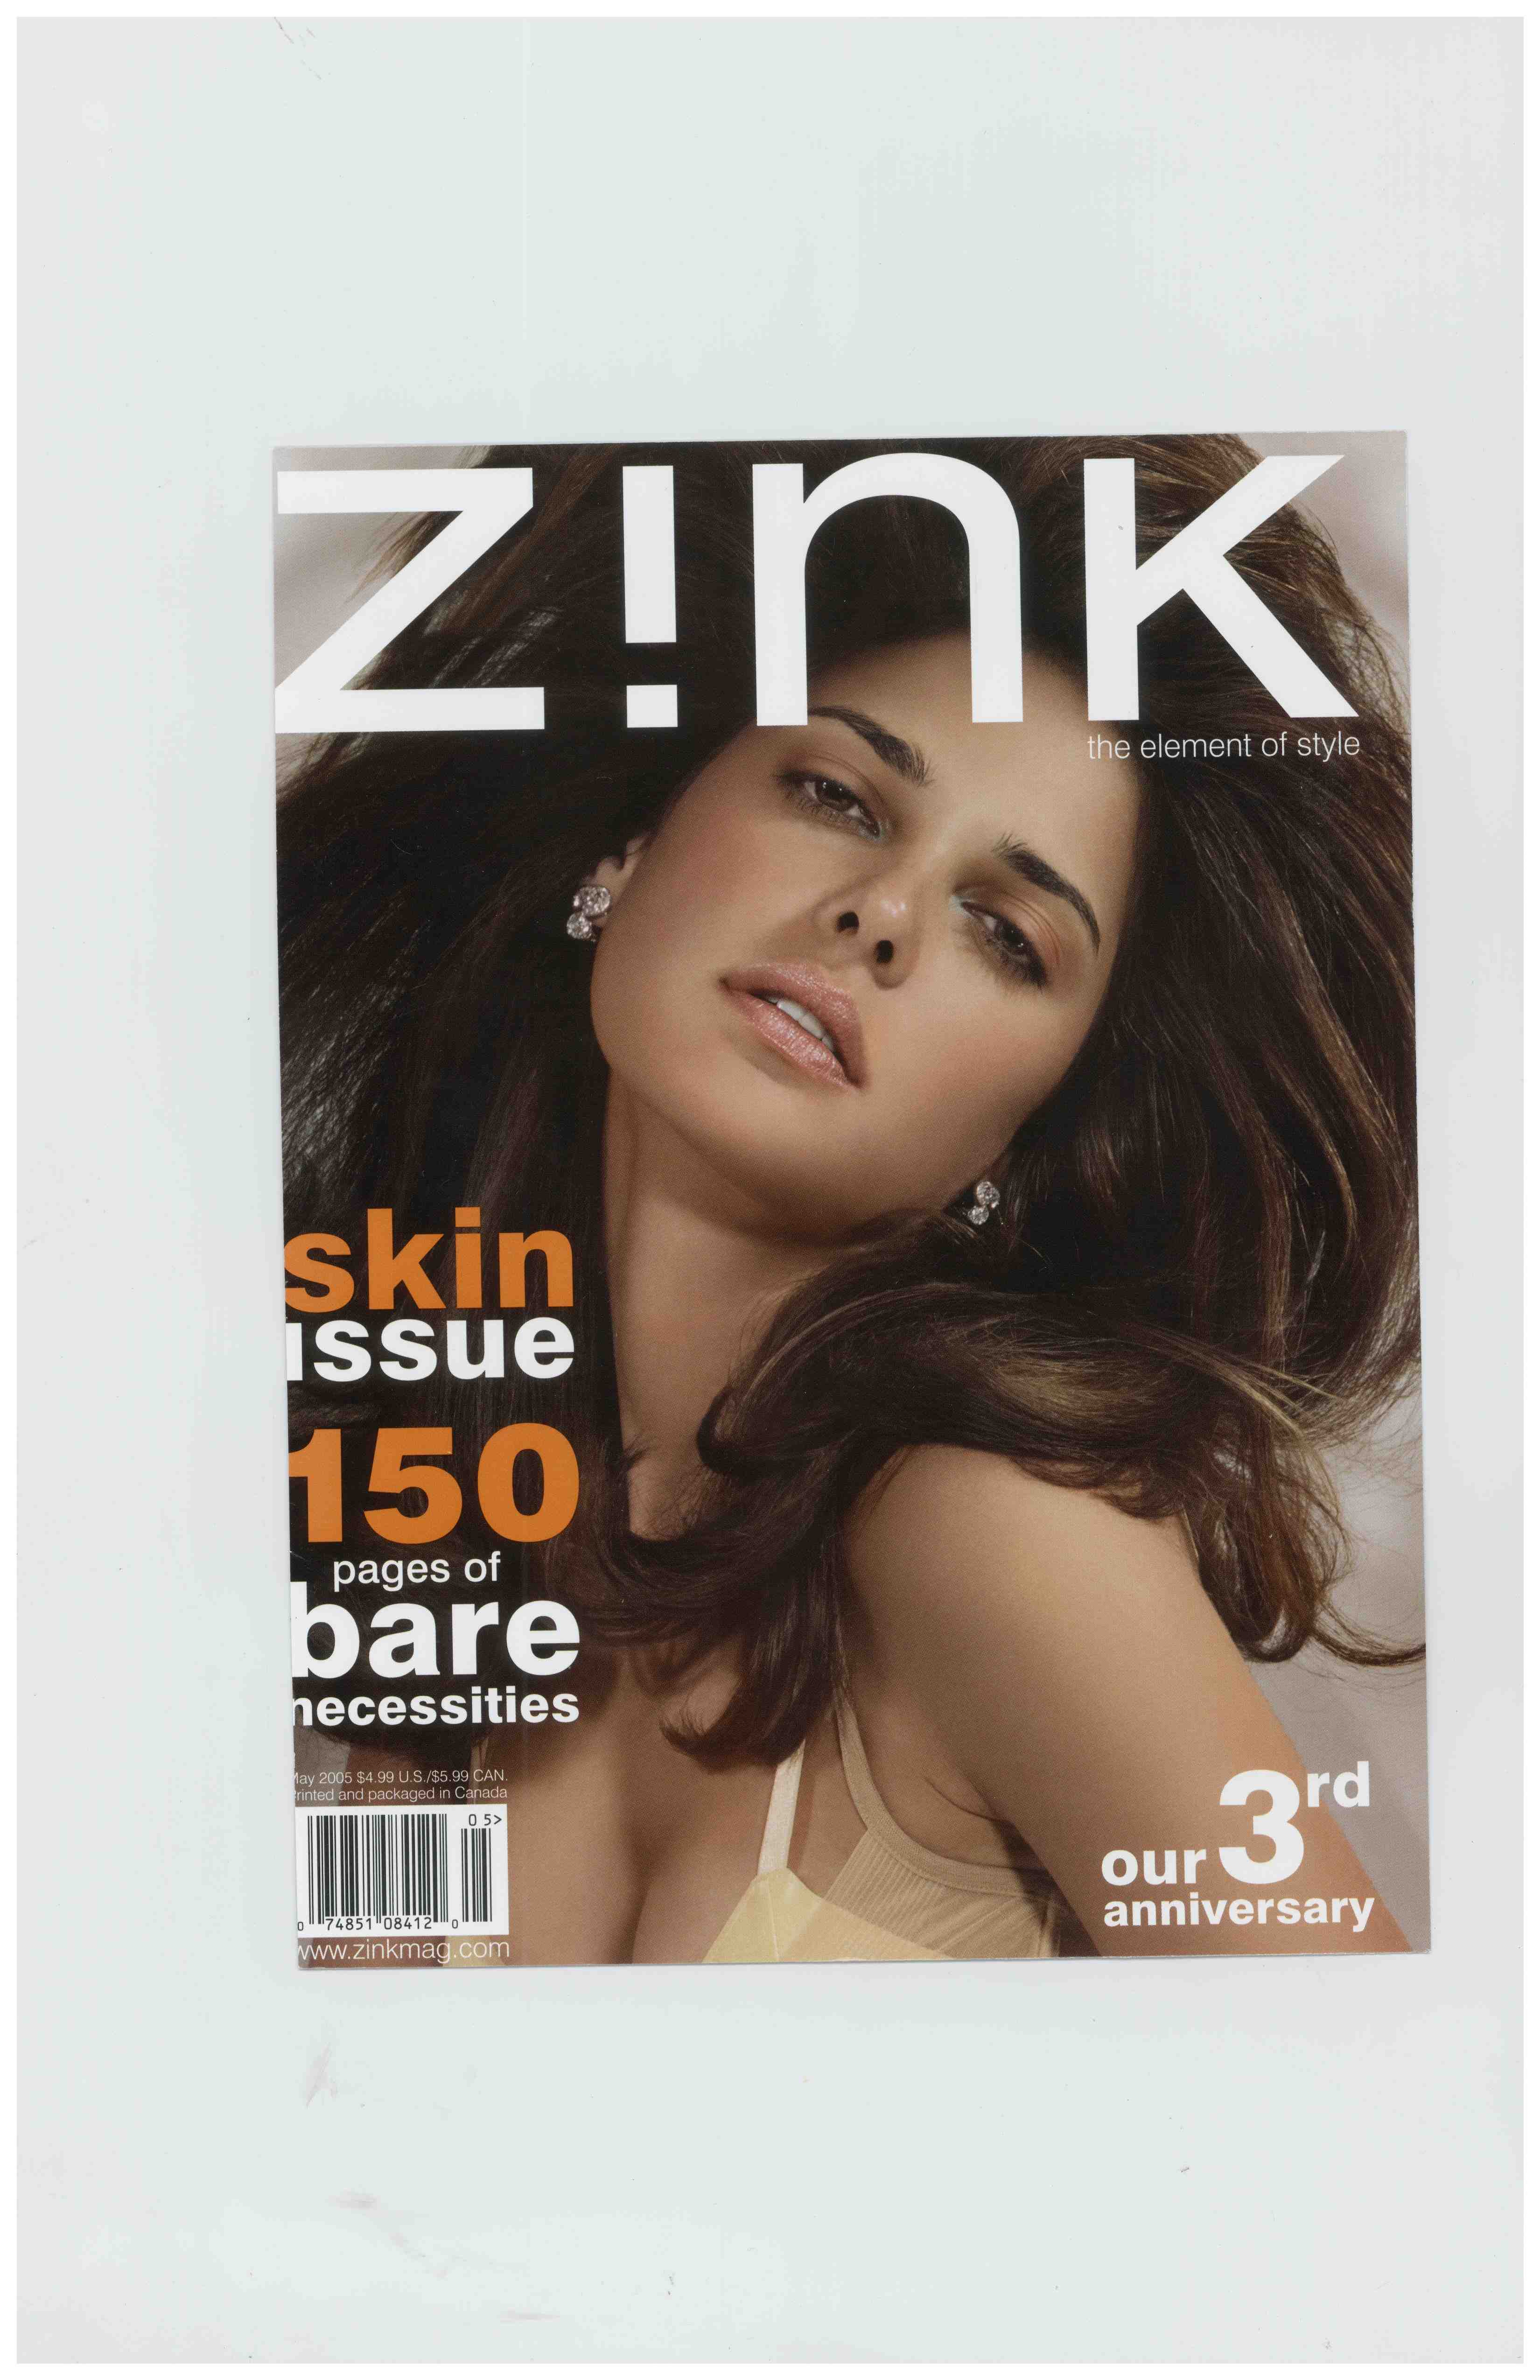 z!nk
the element of style
skin
issue
150
pages of
bare
necessities
May 2005 $4.99 U.S./$5.99 CAN.
Printed and packaged in Canada
0 5>
0 74851 08412 0
www.zinkmag.com
our 3rd
anniversary